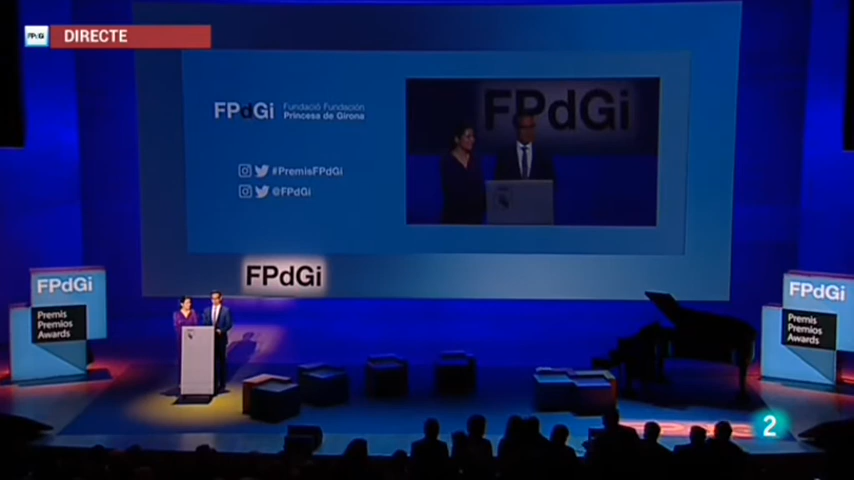 FPdGi
DIRECTE
FPdGi
Fundació Fundación
Princesa de Girona
#PremisFPdGi
@FPdGi
FPdGi
FPdGi
FPdGi
Premis
Premios
Awards
FPdGi
Premis
Premios
Awards
2